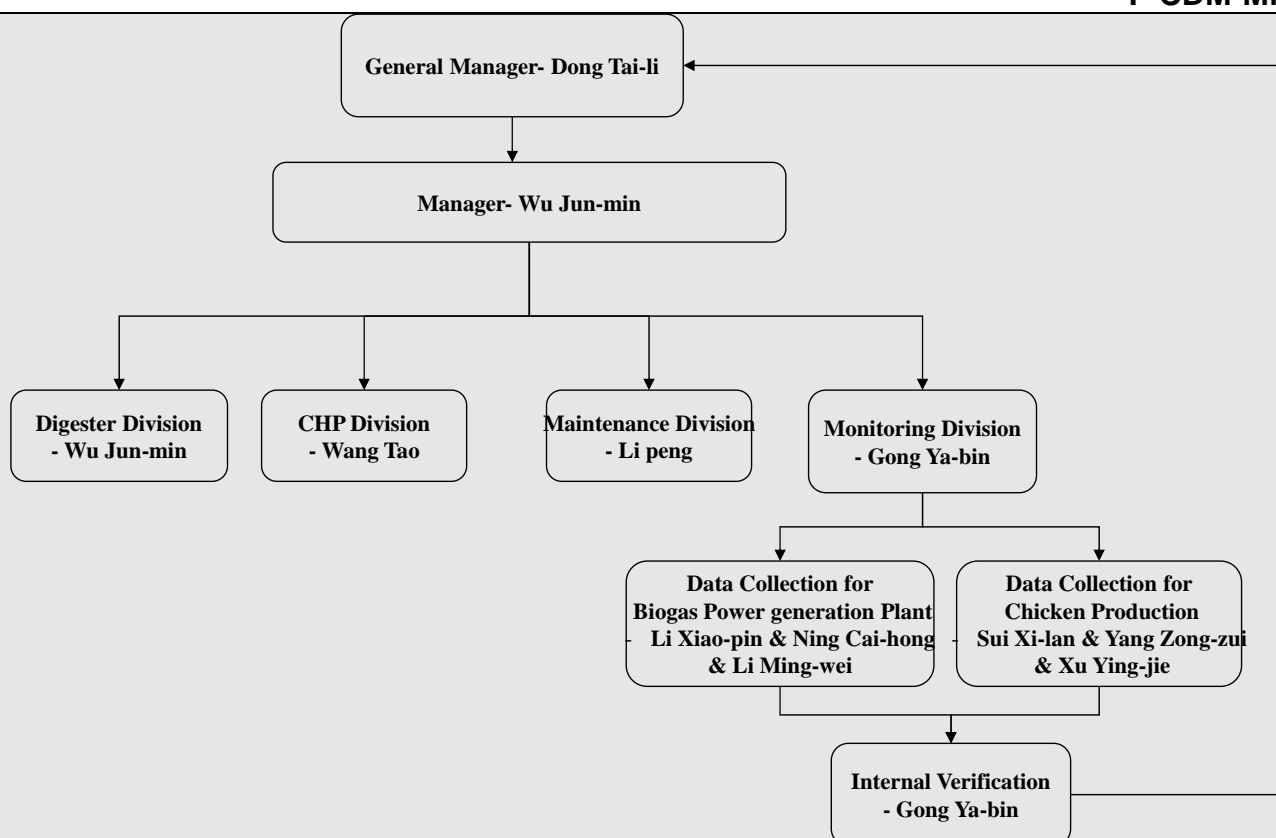 General Manager- Dong Tai-li
Manager- Wu Jun-min
Digester Division
- Wu Jun-min
CHP Division
- Wang Tao
Maintenance Division
- Li peng
Monitoring Division
- Gong Ya-bin
Data Collection for
Biogas Power generation Plant
- Li Xiao-pin & Ning Cai-hong
& Li Ming-wei
Data Collection for
Chicken Production
- Sui Xi-lan & Yang Zong-zui
& Xu Ying-jie
Internal Verification
- Gong Ya-bin